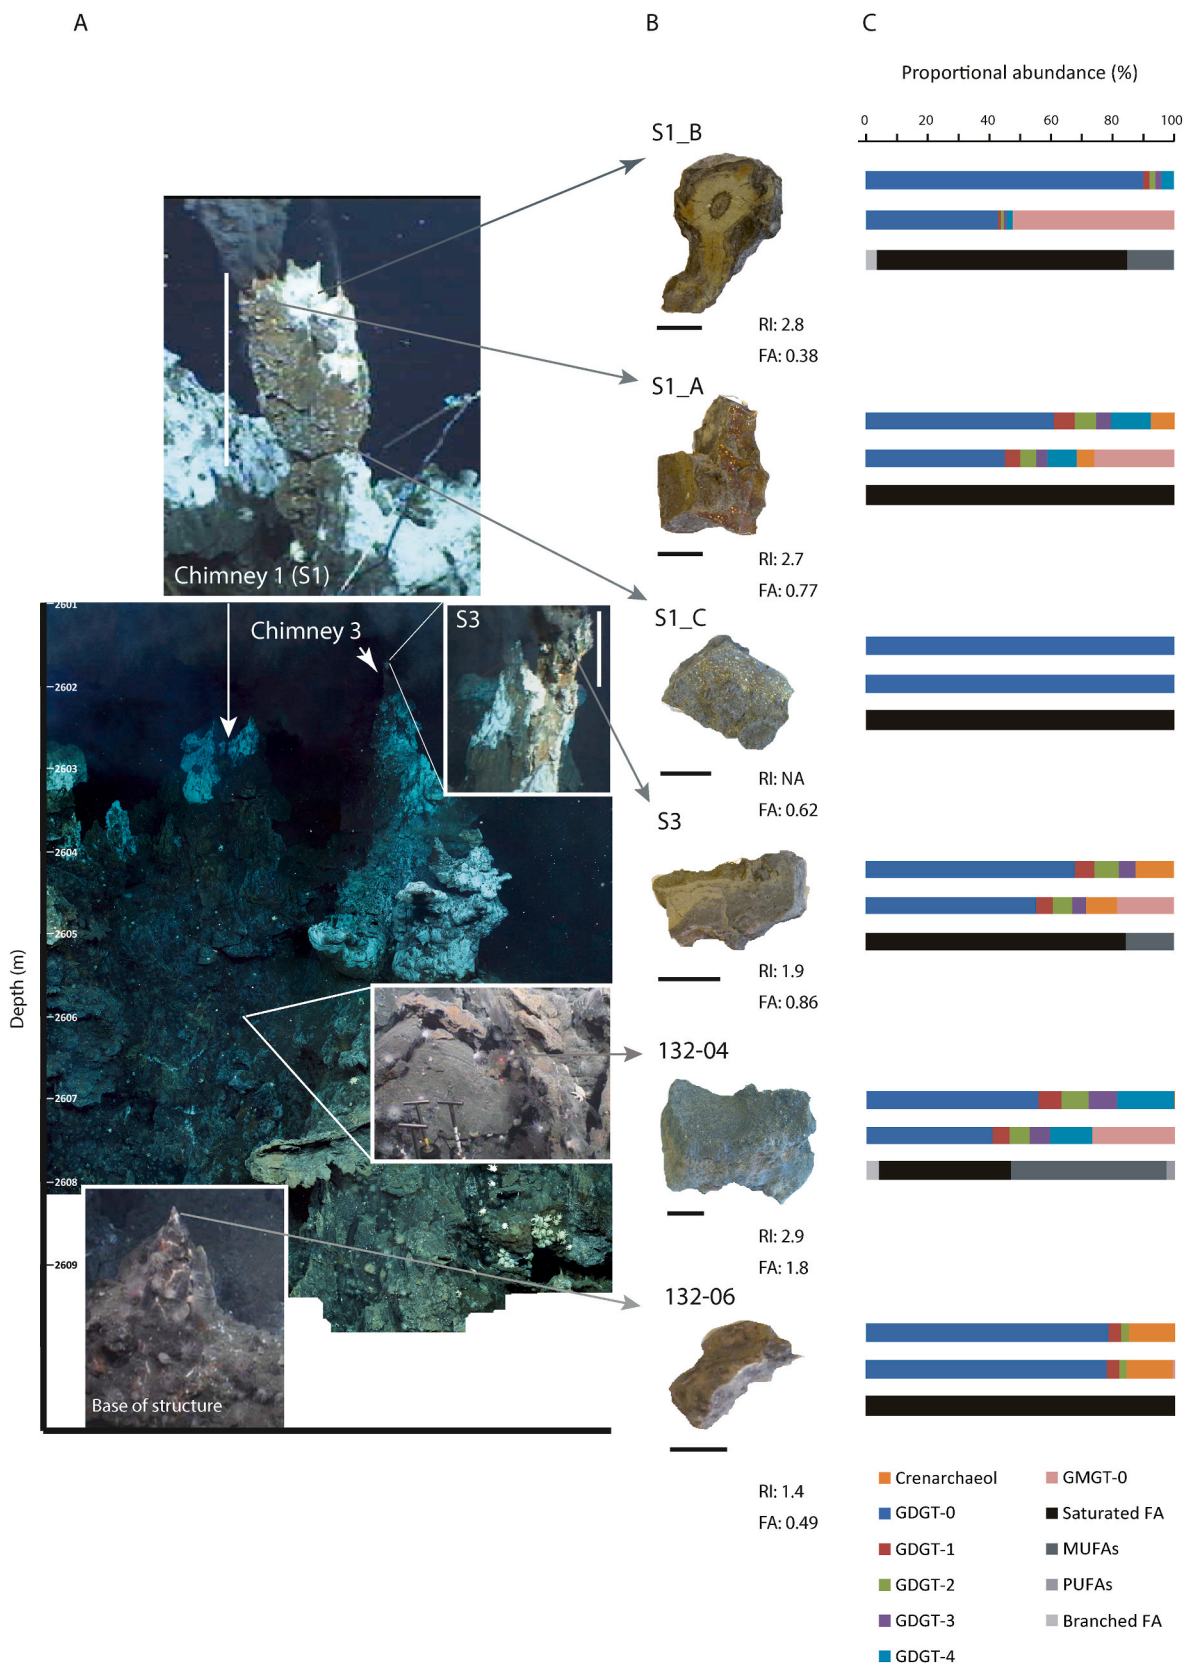 A
B
C
Proportional abundance (%)
0 20 40 60 80 100
S1_B
RI: 2.8
FA: 0.38
S1_A
RI: 2.7
FA: 0.77
Chimney 1 (S1)
S1_C
RI: NA
FA: 0.62
Chimney 3
S3
S3
RI: 1.9
FA: 0.86
Depth (m)
2601
2602
2603
2604
2605
2606
2607
2608
2609
132-04
RI: 2.9
FA: 1.8
132-06
RI: 1.4
FA: 0.49
Base of structure
Crenarchaeol
GDGT-0
GDGT-1
GDGT-2
GDGT-3
GDGT-4
GMGT-0
Saturated FA
MUFAs
PUFAs
Branched FA